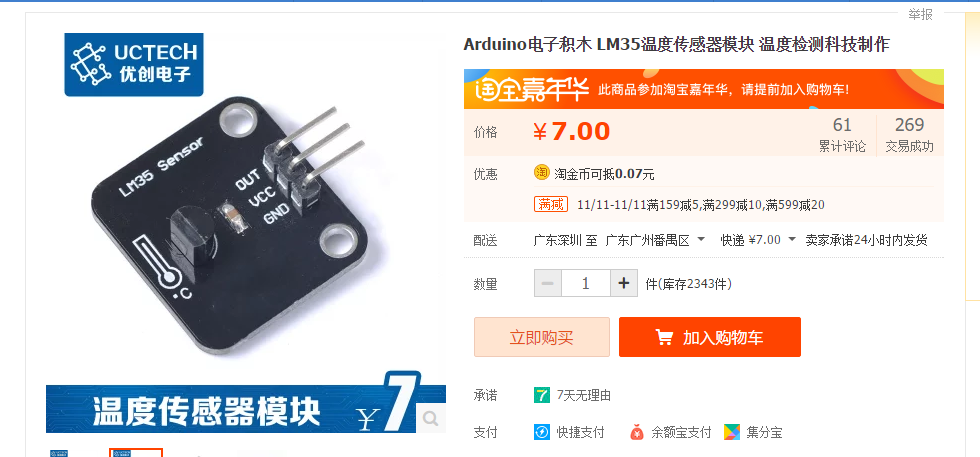 举报
UCTECH
优创电子
LM35 Sensor
OUT
VCC
GND
°C
温度传感器模块 ¥7
Arduino电子积木 LM35温度传感器模块 温度检测科技制作
淘宝嘉年华 此商品参加淘宝嘉年华，请提前加入购物车！
价格 ¥7.00 61 累计评论 269 交易成功
优惠 淘 淘金币可抵0.07元
满减 11/11-11/11满159减5,满299减10,满599减20
配送 广东深圳 至 广东广州番禺区 快递 ¥7.00 卖家承诺24小时内发货
数量 − 1 + 件(库存2343件)
立即购买 加入购物车
承诺 7 7天无理由
支付 快捷支付 余额宝支付 集分宝